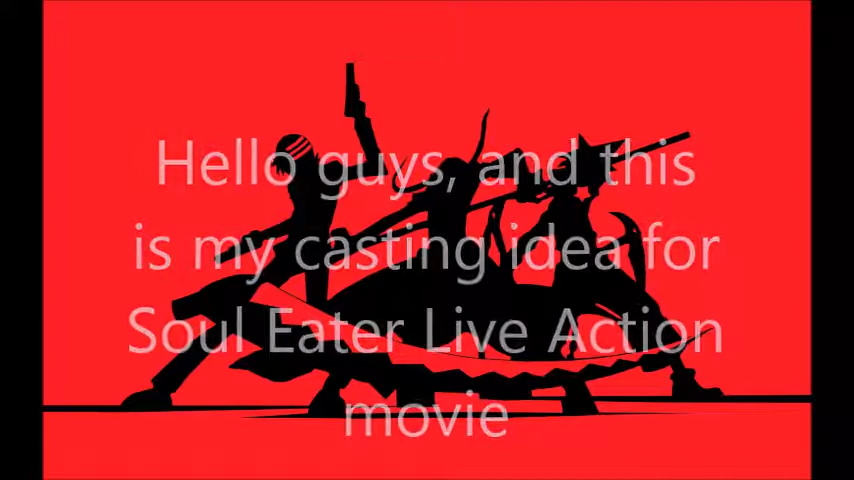 Hello guys, and this
is my casting idea for
Soul Eater Live Action
movie